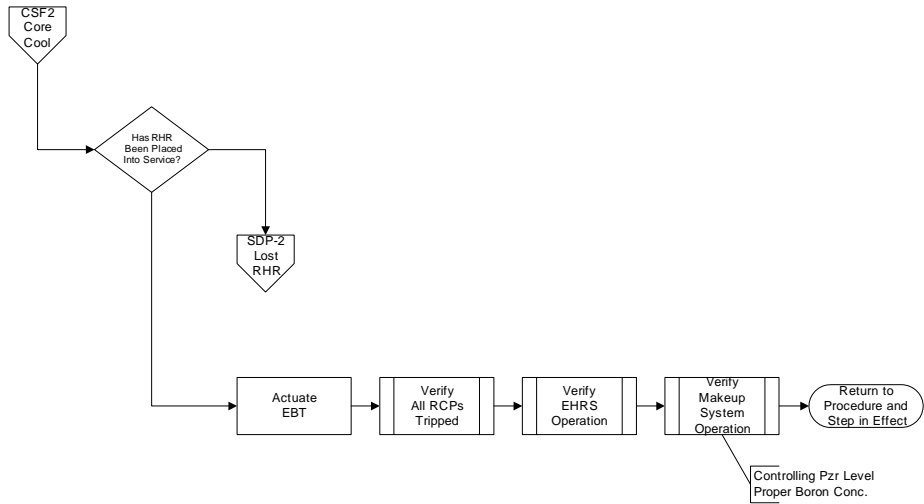 CSF2
Core
Cool
Has RHR
Been Placed
Into Service?
SDP-2
Lost
RHR
Actuate
EBT
Verify
All RCPs
Tripped
Verify
EHRS
Operation
Verify
Makeup
System
Operation
Return to
Procedure and
Step in Effect
Controlling Pzr Level
Proper Boron Conc.